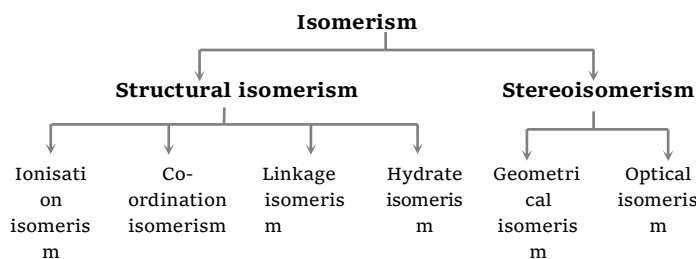 Isomerism
Structural isomerism
Stereoisomerism
Ionisati
on
isomeris
m
Co-
ordination
isomerism
Linkage
isomeris
m
Hydrate
isomeris
m
Geometri
cal
isomeris
m
Optical
isomeris
m